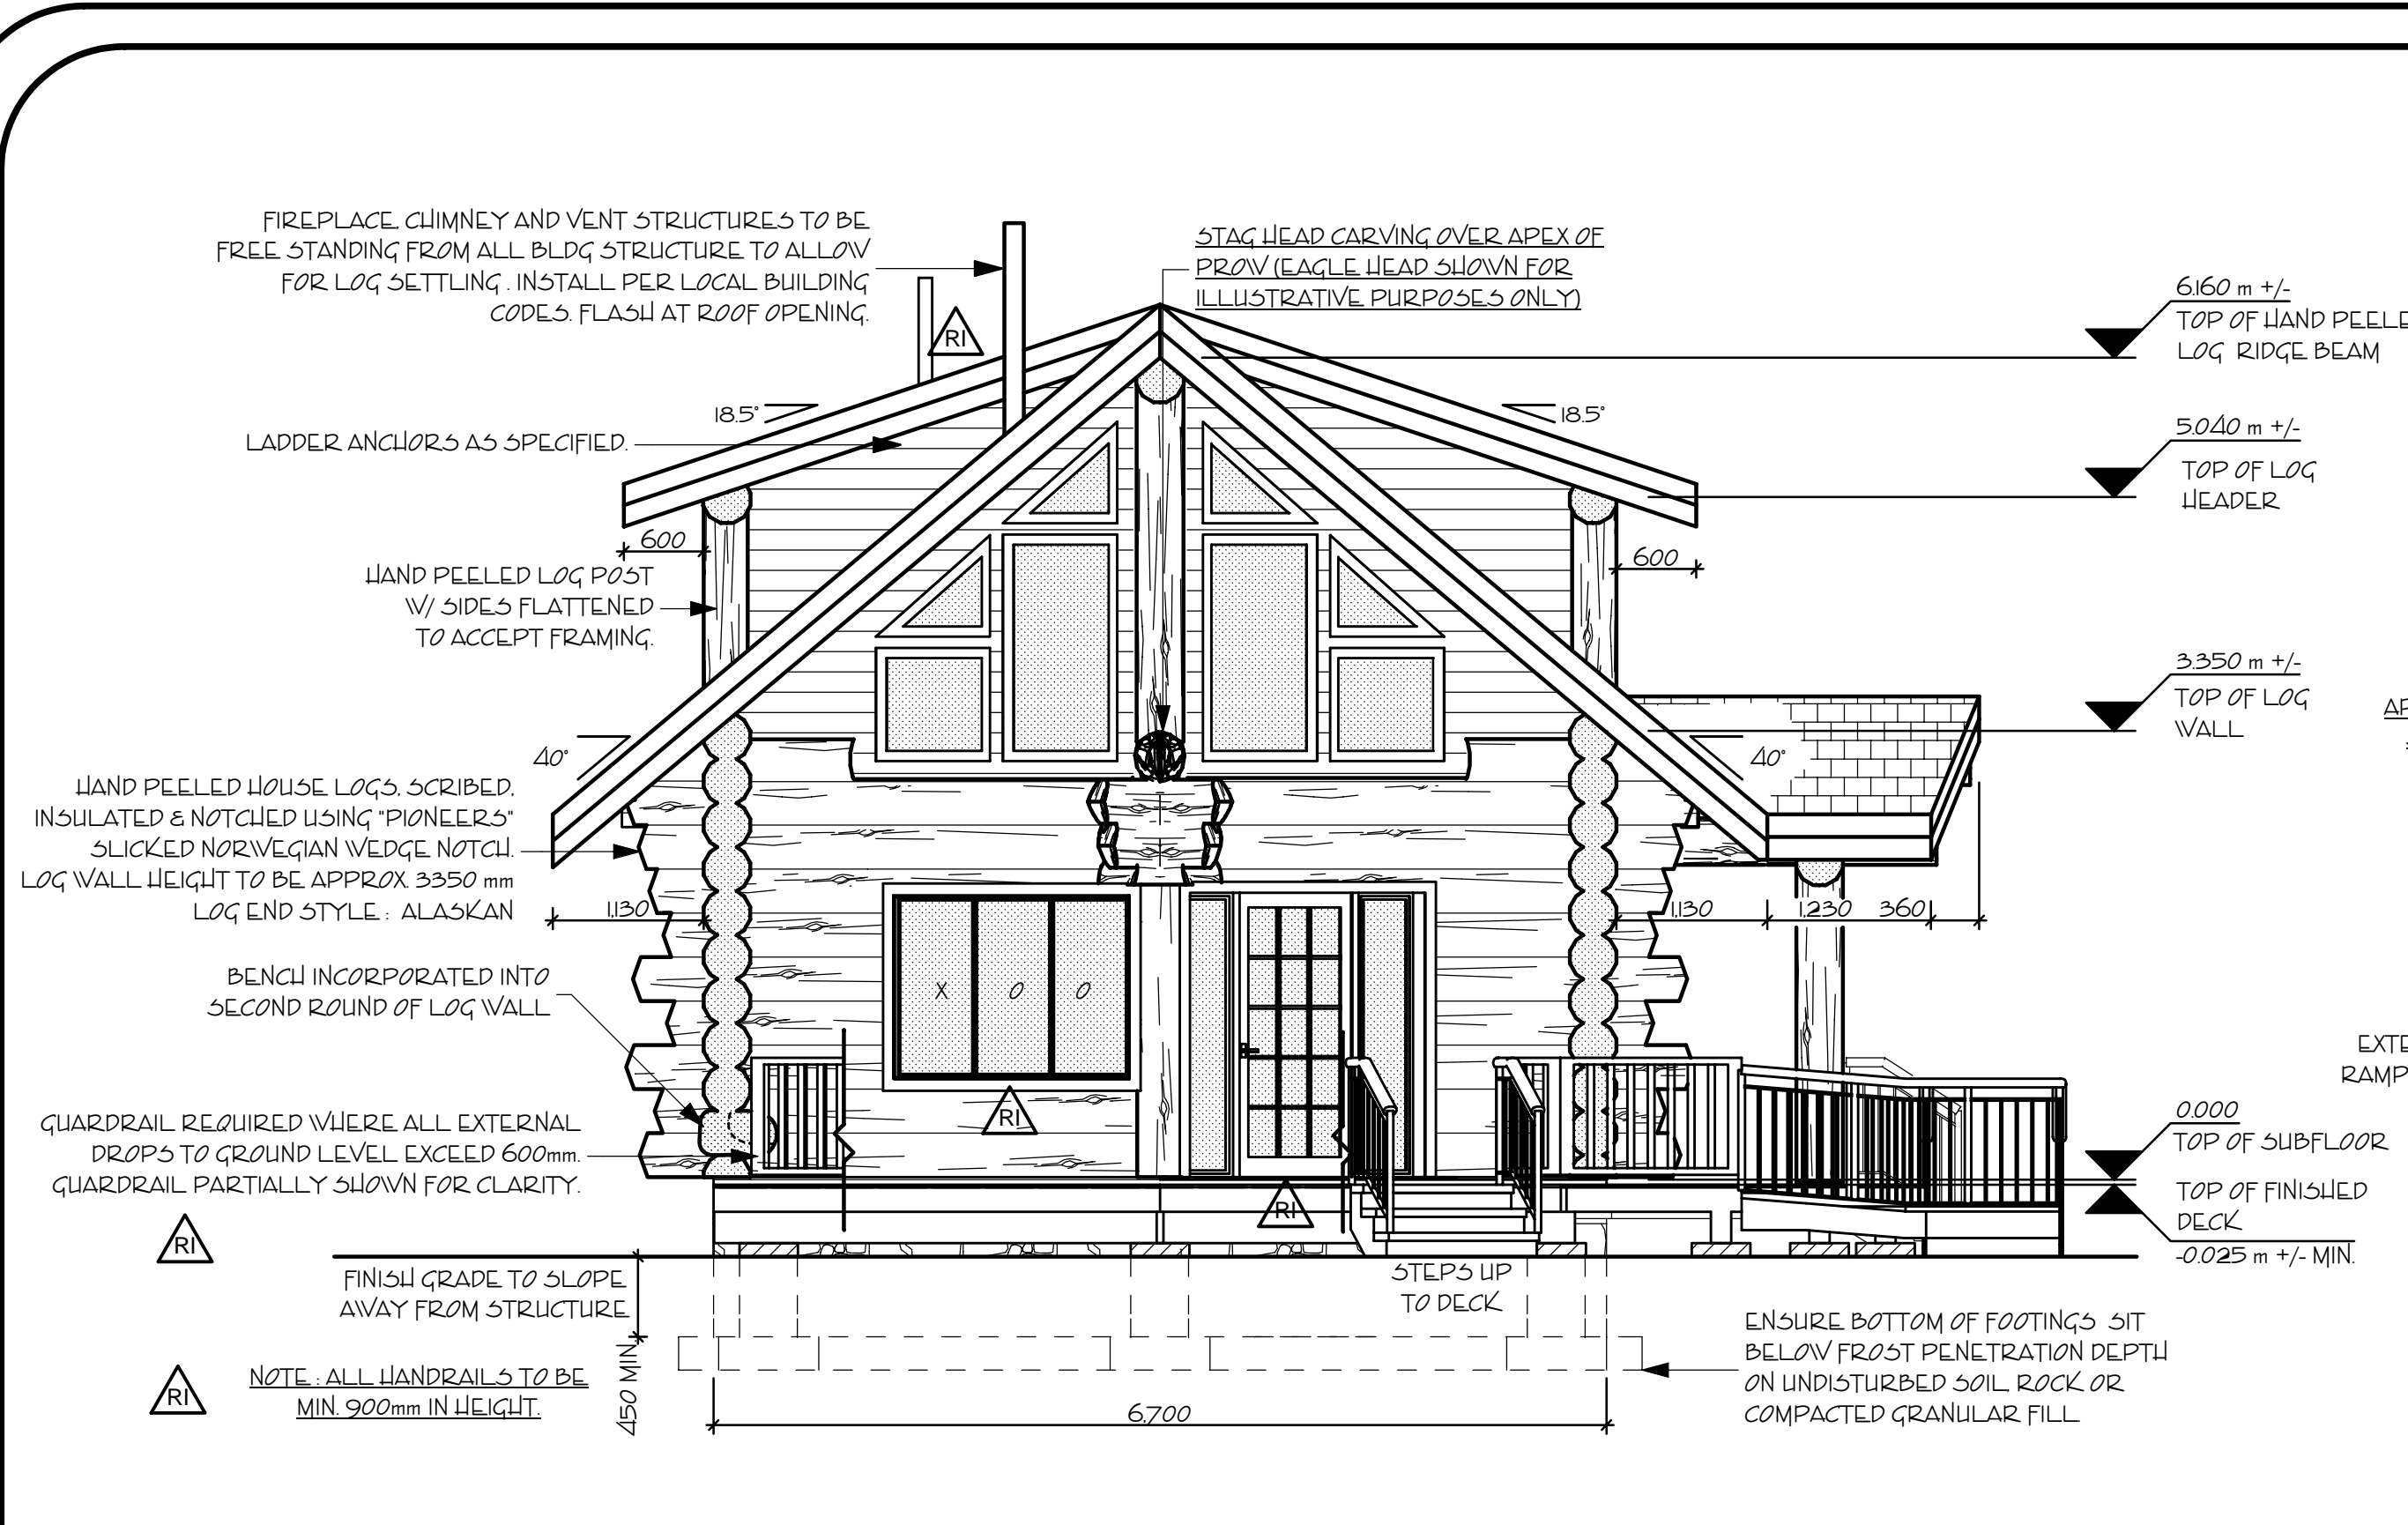 FIREPLACE, CHIMNEY AND VENT STRUCTURES TO BE
FREE STANDING FROM ALL BLDG STRUCTURE TO ALLOW
FOR LOG SETTLING . INSTALL PER LOCAL BUILDING
CODES. FLASH AT ROOF OPENING.
RI
STAG HEAD CARVING OVER APEX OF
PROW (EAGLE HEAD SHOWN FOR
ILLUSTRATIVE PURPOSES ONLY)
18.5°
18.5°
LADDER ANCHORS AS SPECIFIED.
600
600
HAND PEELED LOG POST
W/ SIDES FLATTENED
TO ACCEPT FRAMING.
40°
40°
HAND PEELED HOUSE LOGS, SCRIBED,
INSULATED & NOTCHED USING "PIONEERS"
SLICKED NORWEGIAN WEDGE NOTCH.
LOG WALL HEIGHT TO BE APPROX. 3350 mm
LOG END STYLE : ALASKAN
1,130
1,130
1,230
360
BENCH INCORPORATED INTO
SECOND ROUND OF LOG WALL
X O O
RI
GUARDRAIL REQUIRED WHERE ALL EXTERNAL
DROPS TO GROUND LEVEL EXCEED 600mm.
GUARDRAIL PARTIALLY SHOWN FOR CLARITY.
RI
RI
FINISH GRADE TO SLOPE
AWAY FROM STRUCTURE
STEPS UP
TO DECK
RI
NOTE : ALL HANDRAILS TO BE
MIN. 900mm IN HEIGHT.
450 MIN.
6,700
ENSURE BOTTOM OF FOOTINGS SIT
BELOW FROST PENETRATION DEPTH
ON UNDISTURBED SOIL, ROCK OR
COMPACTED GRANULAR FILL
6.160 m +/-
TOP OF HAND PEELE
LOG RIDGE BEAM
5.040 m +/-
TOP OF LOG
HEADER
3.350 m +/-
TOP OF LOG
WALL
AP
EXTE
RAMP
0.000
TOP OF SUBFLOOR
TOP OF FINISHED
DECK
-0.025 m +/- MIN.